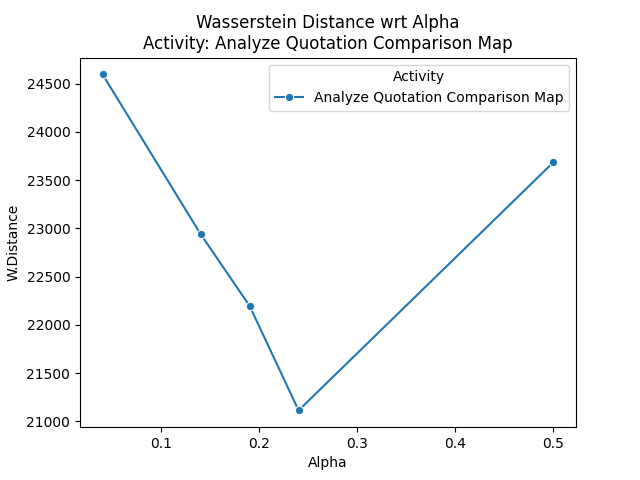 Wasserstein Distance wrt Alpha
Activity: Analyze Quotation Comparison Map
Activity
Analyze Quotation Comparison Map
W.Distance
24500
24000
23500
23000
22500
22000
21500
21000
0.1 0.2 0.3 0.4 0.5
Alpha